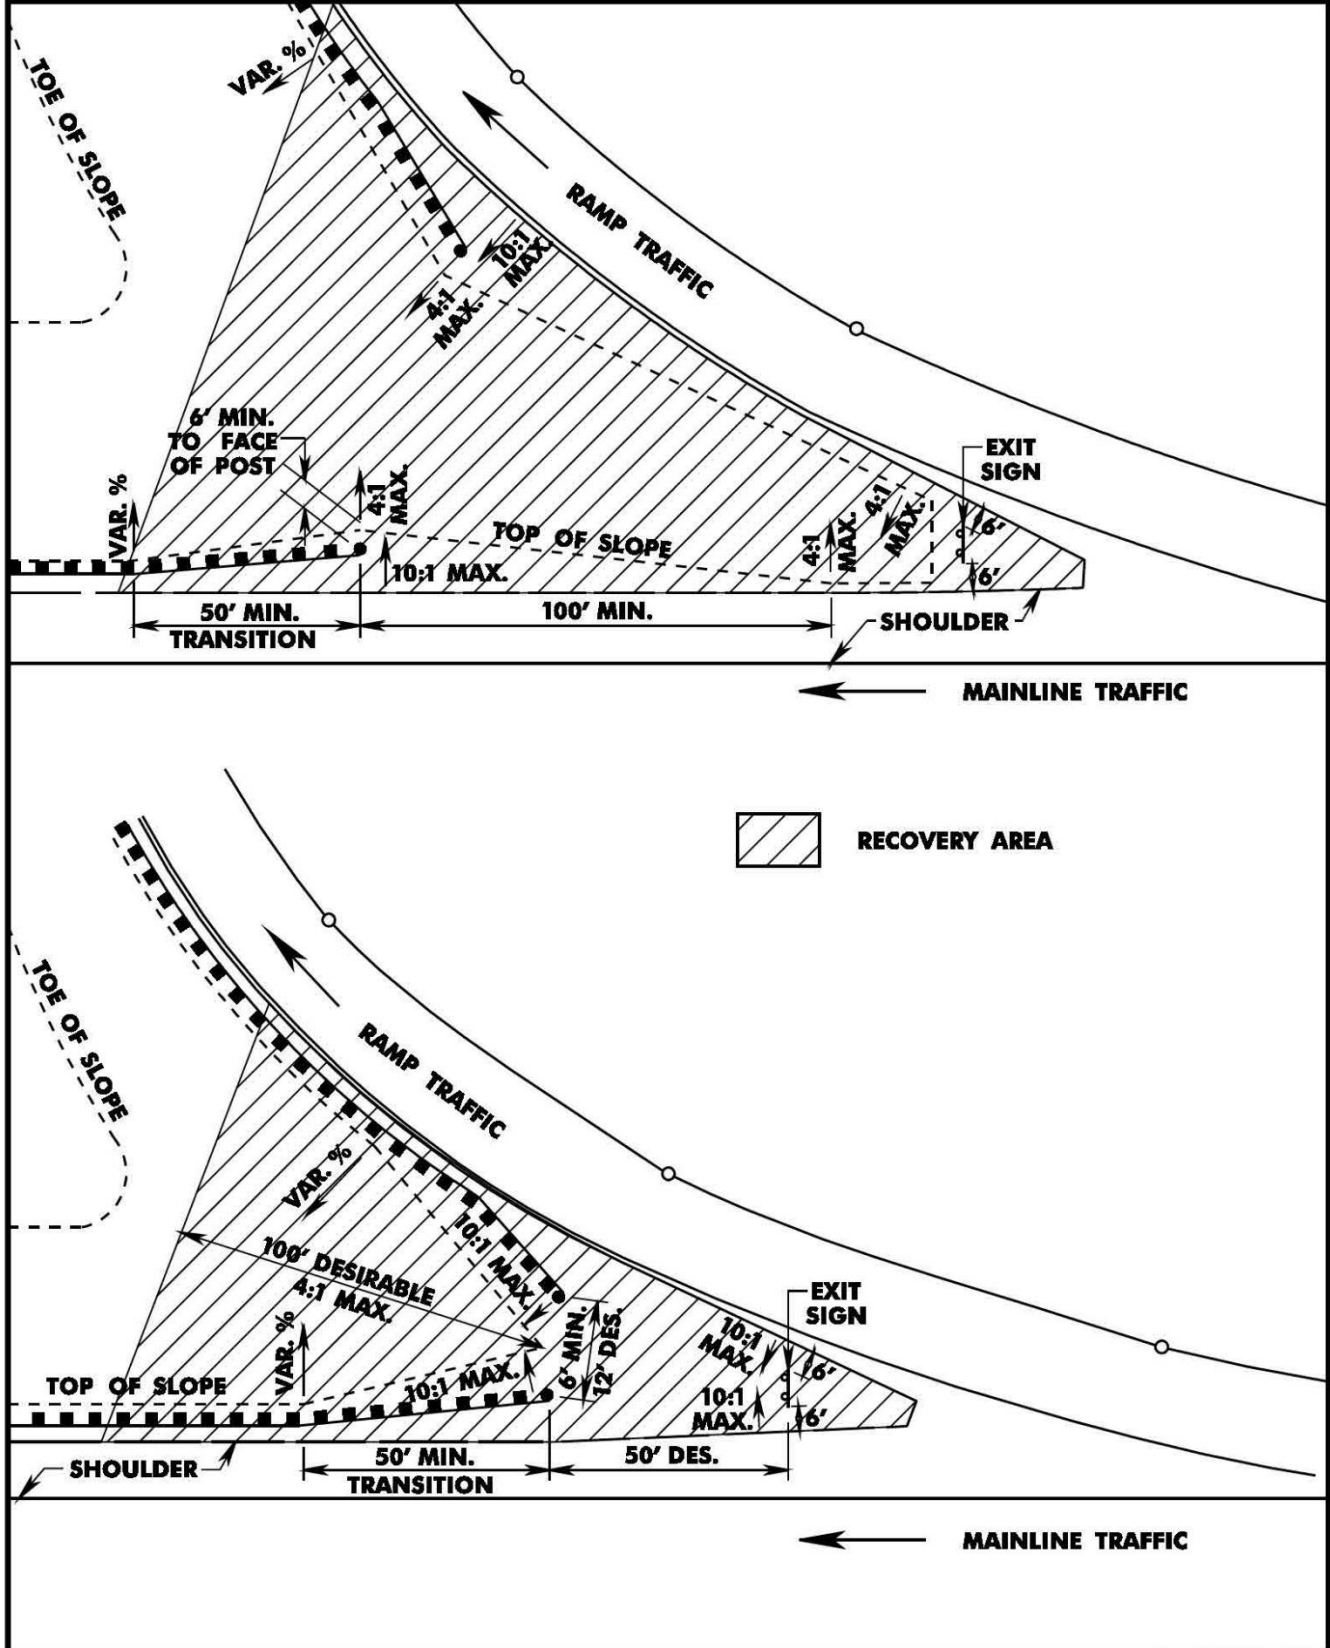 VAR. %
TOE OF SLOPE
RAMP TRAFFIC
10:1
MAX.
4:1
MAX.
6' MIN.
TO FACE
OF POST
VAR. %
4:1
MAX.
TOP OF SLOPE
10:1 MAX.
4:1
MAX.
4:1
MAX.
EXIT
SIGN
6'
6'
50' MIN.
TRANSITION
100' MIN.
SHOULDER
MAINLINE TRAFFIC
RECOVERY AREA
TOE OF SLOPE
RAMP TRAFFIC
VAR. %
10:1 MAX.
100' DESIRABLE
4:1 MAX.
VAR. %
6' MIN.
12' DES.
EXIT
SIGN
10:1
MAX.
6'
TOP OF SLOPE
10:1 MAX.
10:1
MAX.
6'
SHOULDER
50' MIN.
TRANSITION
50' DES.
MAINLINE TRAFFIC